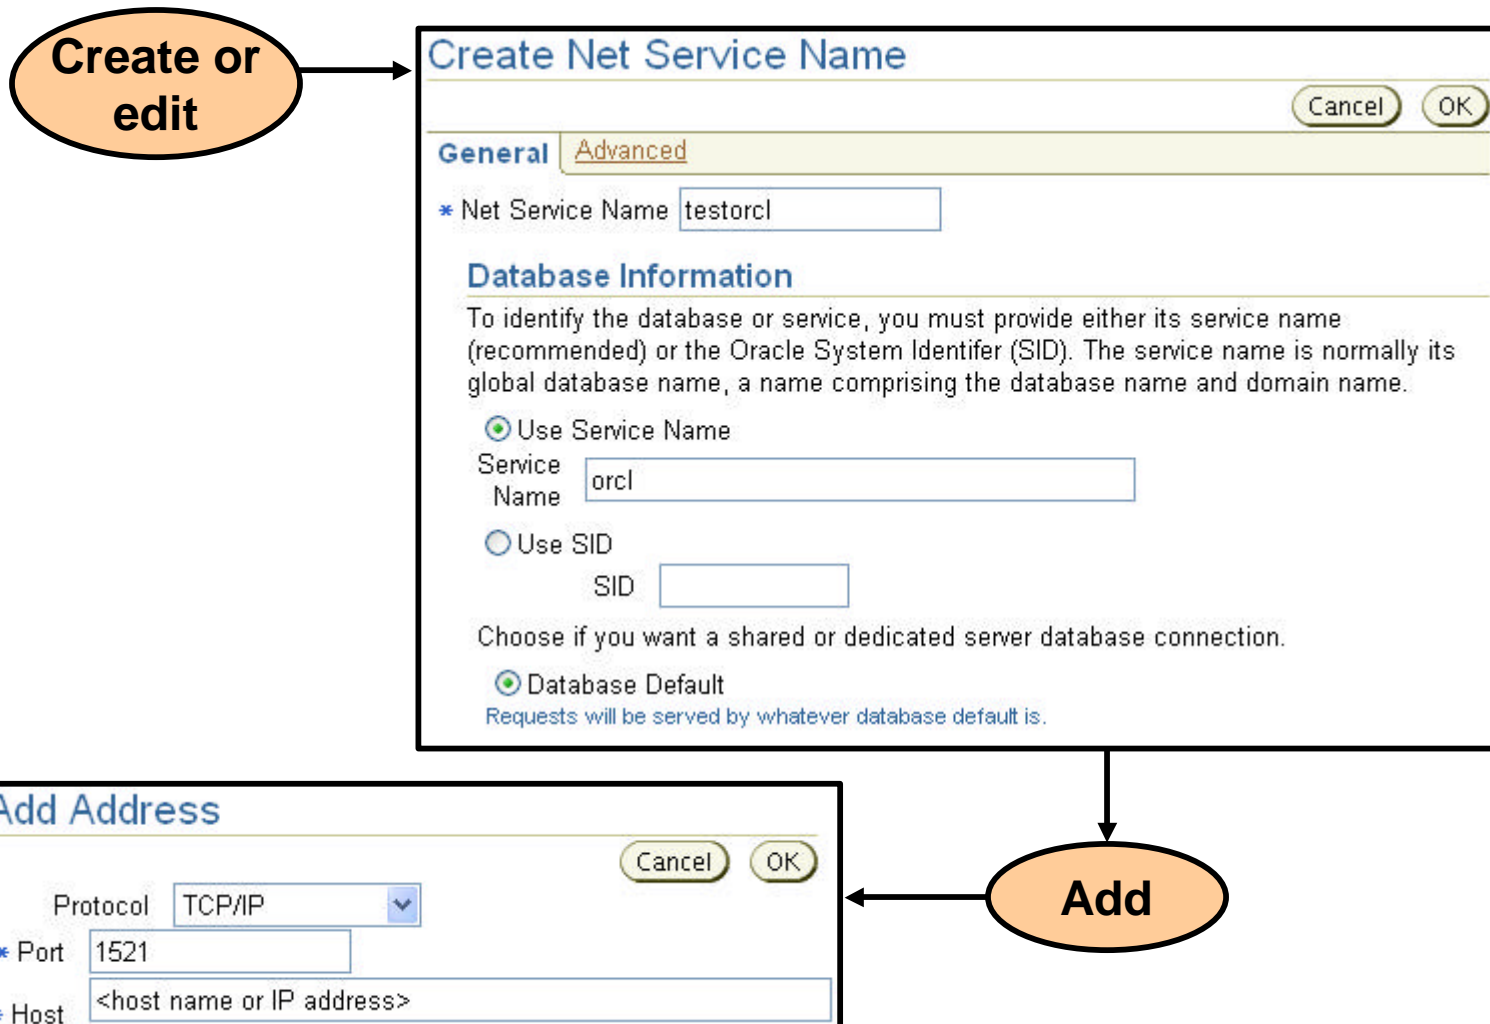 Create or
edit
Create Net Service Name
Cancel OK
General Advanced
* Net Service Name testorcl
Database Information
To identify the database or service, you must provide either its service name
(recommended) or the Oracle System Identifer (SID). The service name is normally its
global database name, a name comprising the database name and domain name.
Use Service Name
Service
Name
orcl
Use SID
SID
Choose if you want a shared or dedicated server database connection.
Database Default
Requests will be served by whatever database default is.
Add
Add Address
Cancel OK
Protocol TCP/IP
* Port 1521
* Host <host name or IP address>